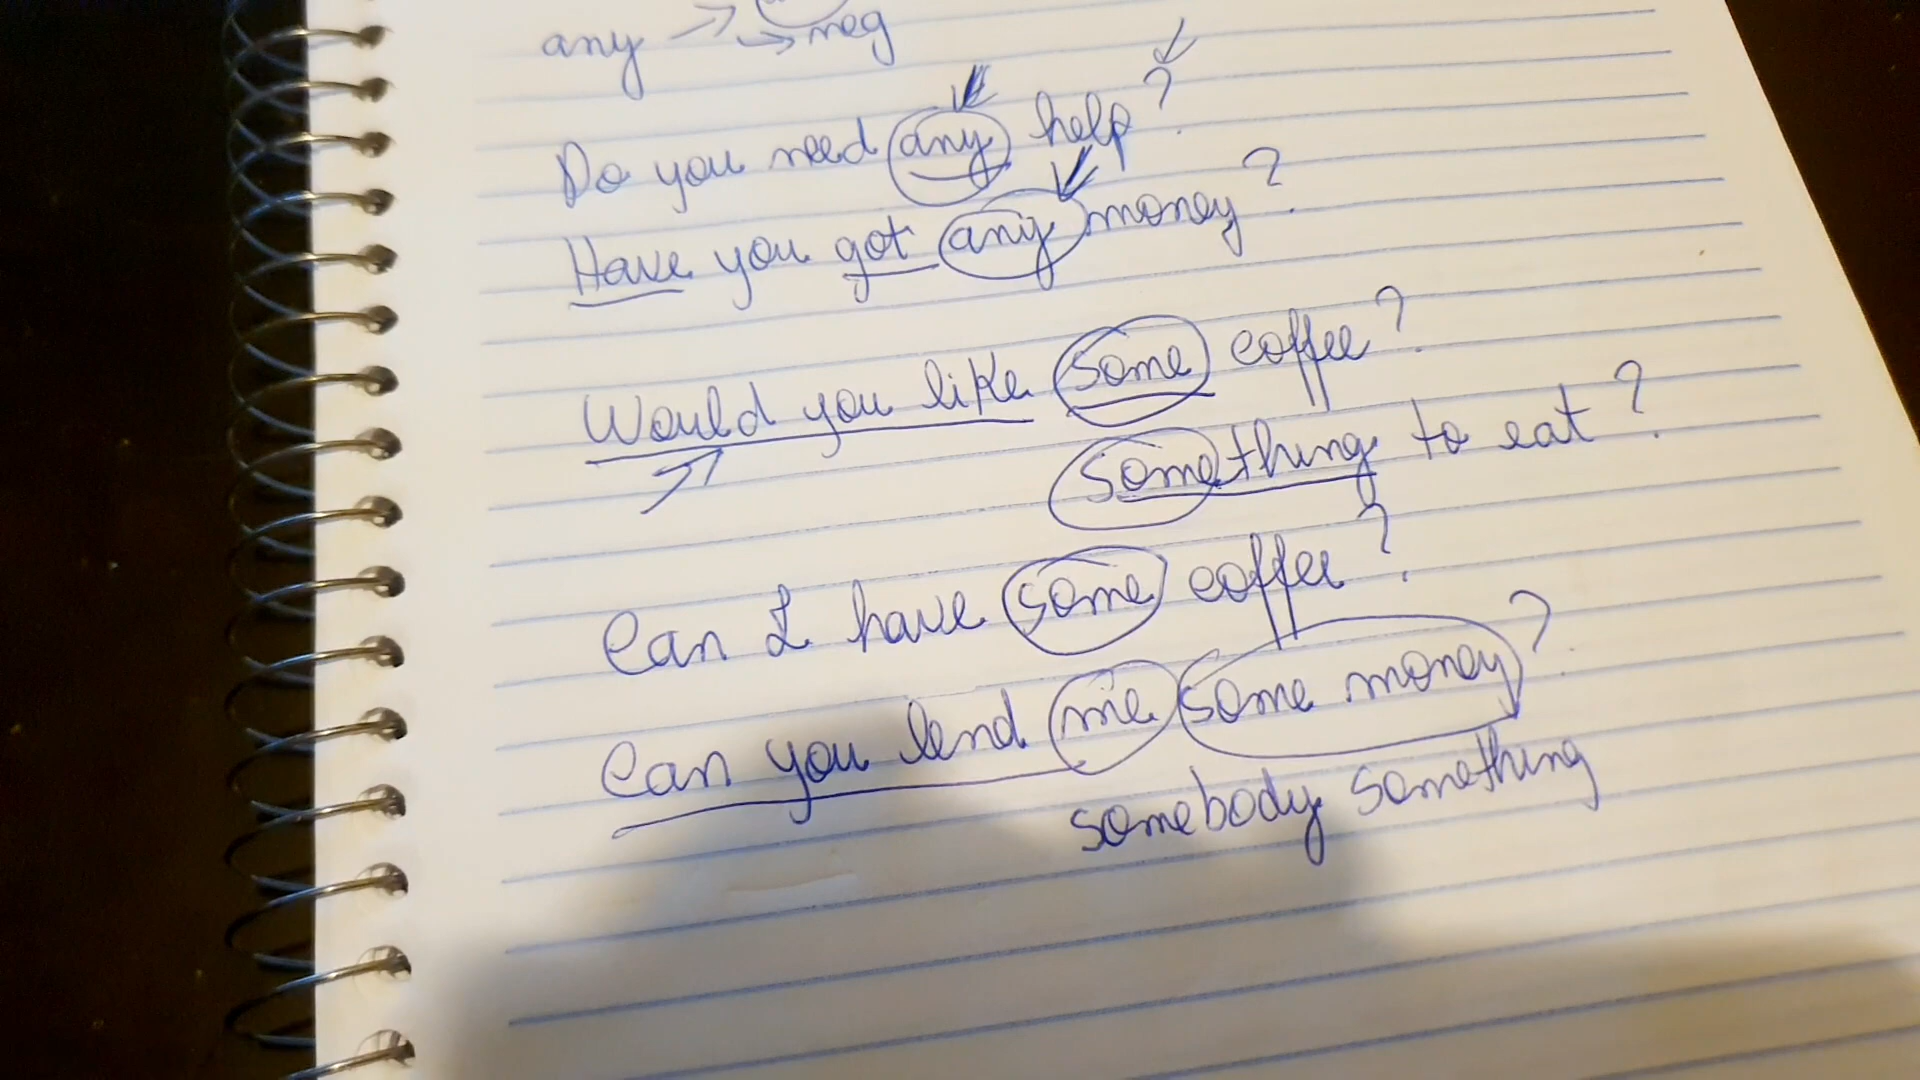 any → → neg
Do you need any help?
Have you got any money?
Would you like some coffee?
something to eat?
Can I have some coffee?
Can you lend me some money?
somebody something